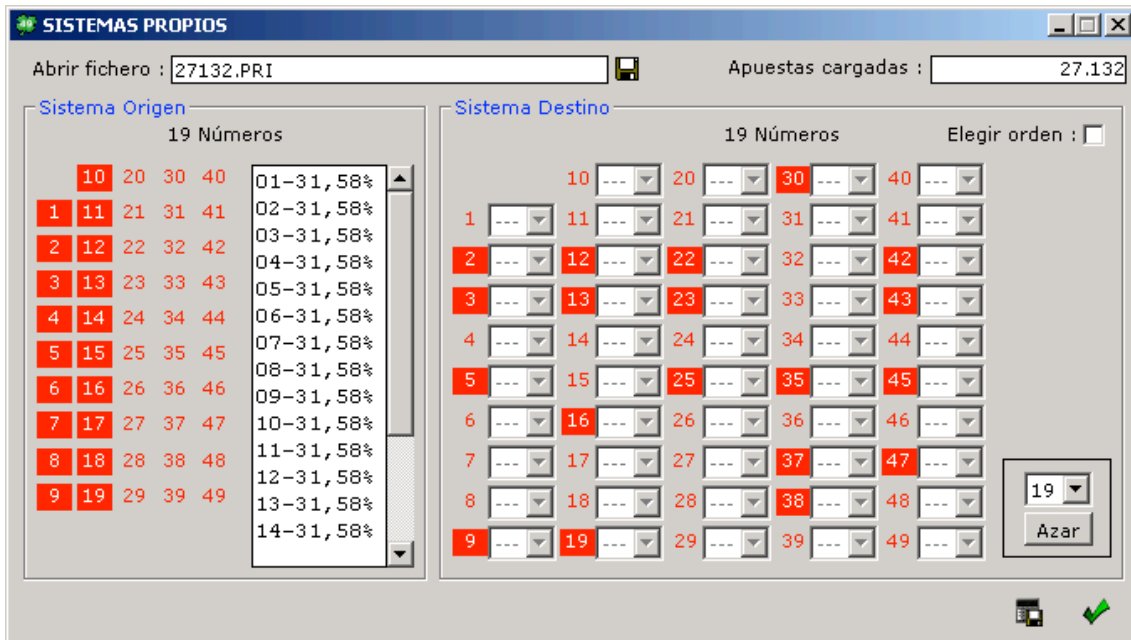 49 SISTEMAS PROPIOS
Abrir fichero : 27132.PRI Apuestas cargadas : 27.132
Sistema Origen
19 Números
10 20 30 40
1 11 21 31 41
2 12 22 32 42
3 13 23 33 43
4 14 24 34 44
5 15 25 35 45
6 16 26 36 46
7 17 27 37 47
8 18 28 38 48
9 19 29 39 49
01-31,58%
02-31,58%
03-31,58%
04-31,58%
05-31,58%
06-31,58%
07-31,58%
08-31,58%
09-31,58%
10-31,58%
11-31,58%
12-31,58%
13-31,58%
14-31,58%
Sistema Destino
19 Números Elegir orden :
10 --- 20 --- 30 --- 40 ---
1 --- 11 --- 21 --- 31 --- 41 ---
2 --- 12 --- 22 --- 32 --- 42 ---
3 --- 13 --- 23 --- 33 --- 43 ---
4 --- 14 --- 24 --- 34 --- 44 ---
5 --- 15 --- 25 --- 35 --- 45 ---
6 --- 16 --- 26 --- 36 --- 46 ---
7 --- 17 --- 27 --- 37 --- 47 ---
8 --- 18 --- 28 --- 38 --- 48 ---
9 --- 19 --- 29 --- 39 --- 49 ---
19
Azar